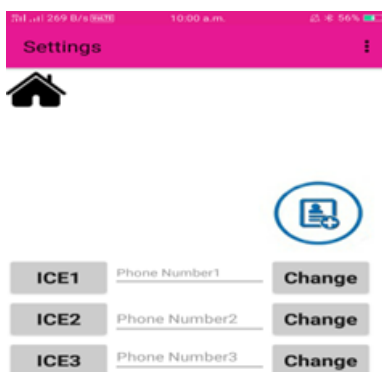 269 B/s 10:00 a.m. 56%
Settings
ICE1 Phone Number1 Change
ICE2 Phone Number2 Change
ICE3 Phone Number3 Change